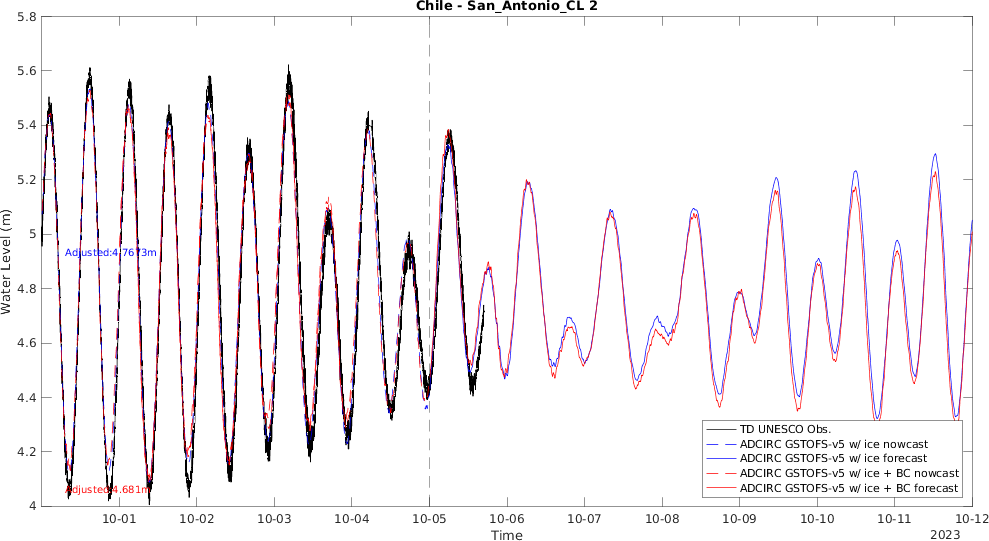 Chile - San_Antonio_CL 2
5.8
5.6
5.4
5.2
5
4.8
4.6
4.4
4.2
4
Water Level (m)
Adjusted:4.7673m
Adjusted:4.681m
TD UNESCO Obs.
ADCIRC GSTOFS-v5 w/ ice nowcast
ADCIRC GSTOFS-v5 w/ ice forecast
ADCIRC GSTOFS-v5 w/ ice + BC nowcast
ADCIRC GSTOFS-v5 w/ ice + BC forecast
10-01 10-02 10-03 10-04 10-05 10-06 10-07 10-08 10-09 10-10 10-11 10-12
Time
2023